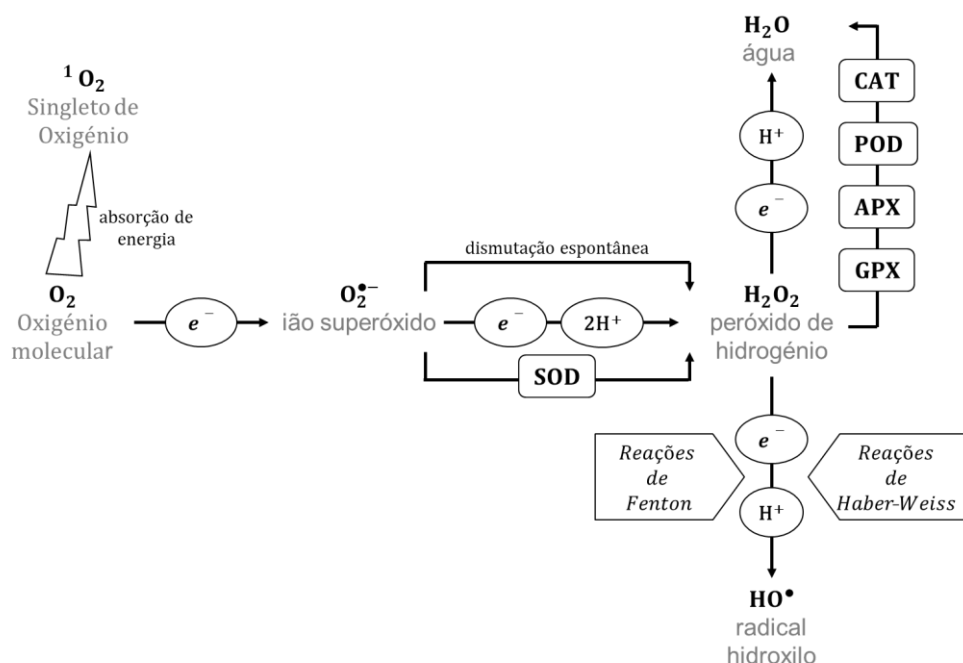 H₂O
água
¹O₂
Singleto de
Oxigénio
absorção de
energia
O₂
Oxigénio
molecular
e⁻
O₂•⁻
ião superóxido
dismutação espontânea
e⁻
2H⁺
SOD
H₂O₂
peróxido de
hidrogénio
H⁺
e⁻
CAT
POD
APX
GPX
Reações
de
Fenton
e⁻
H⁺
Reações
de
Haber-Weiss
HO•
radical
hidroxilo